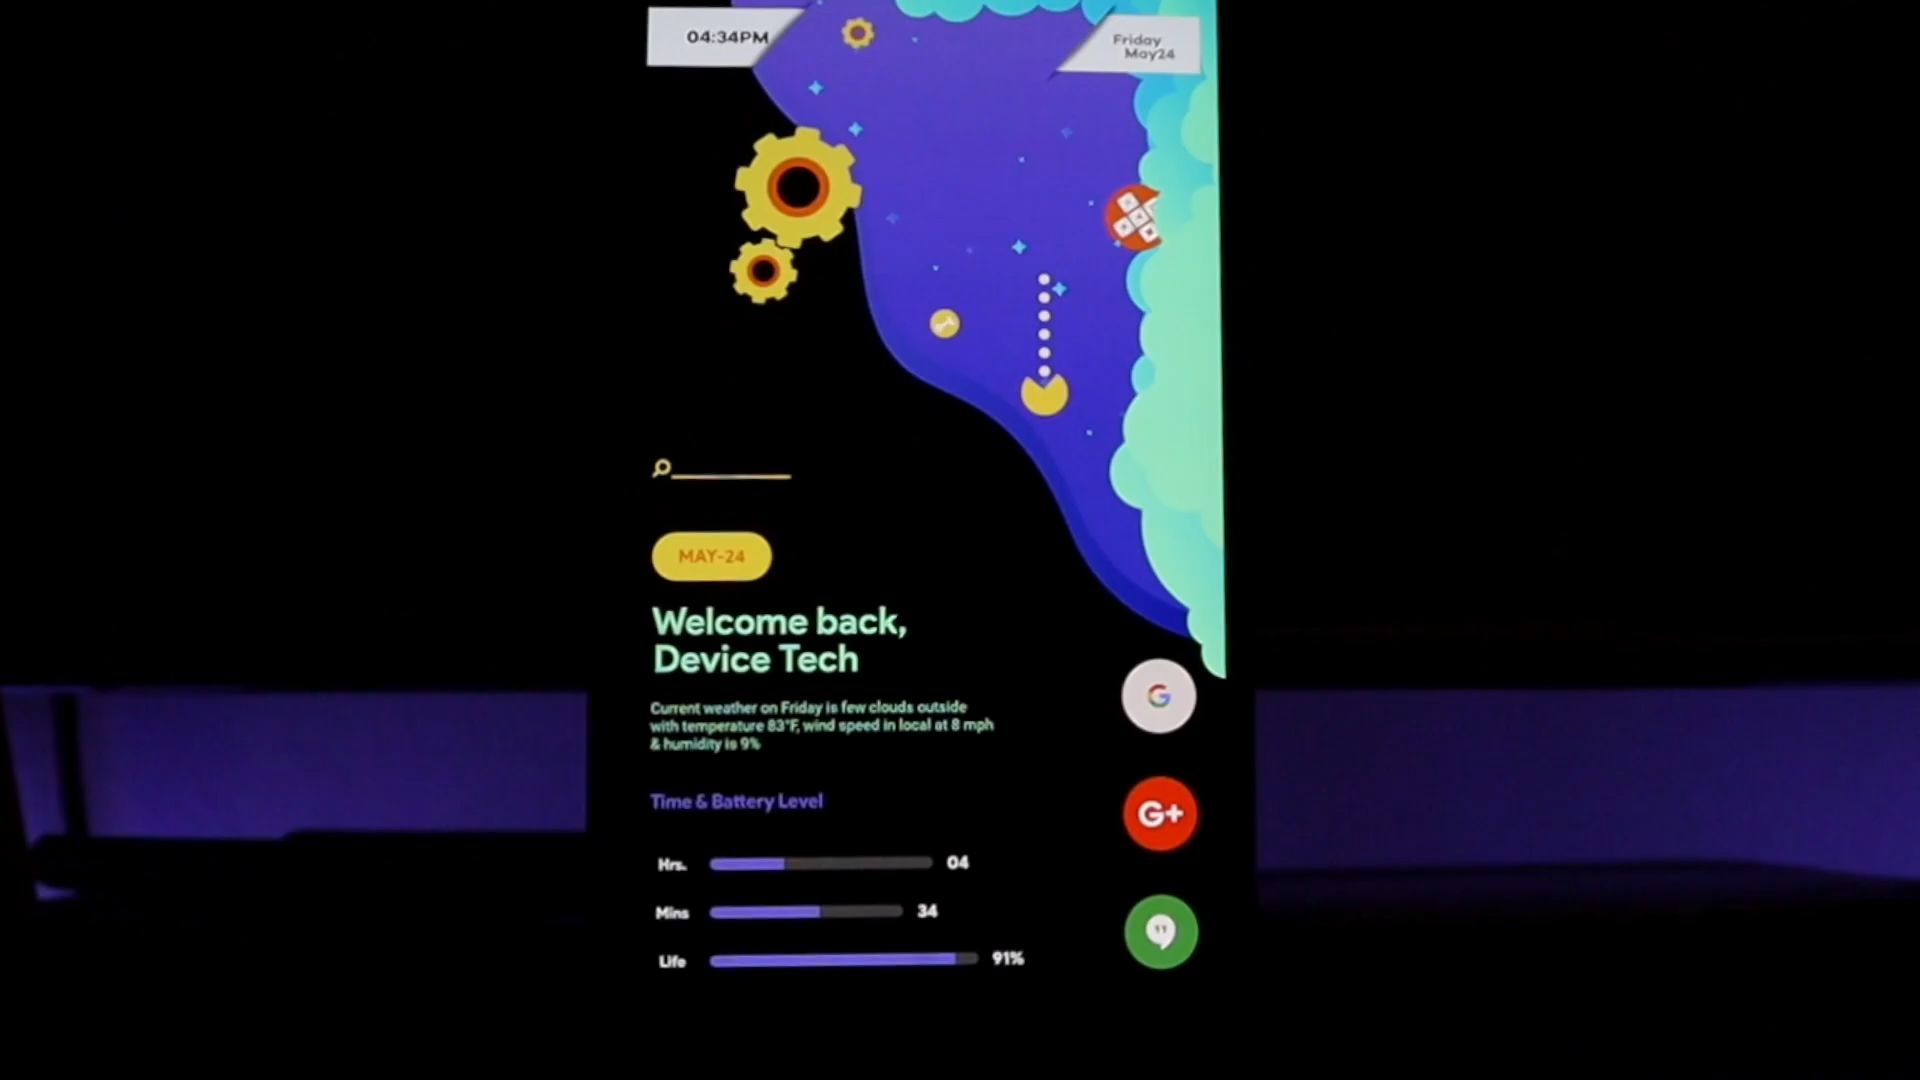 04:34PM
Friday
May24
MAY-24
Welcome back,
Device Tech
Current weather on Friday is few clouds outside
with temperature 83°F, wind speed in local at 8 mph
& humidity is 9%
Time & Battery Level
Hrs. 04
Mins 34
Life 91%
G
G+